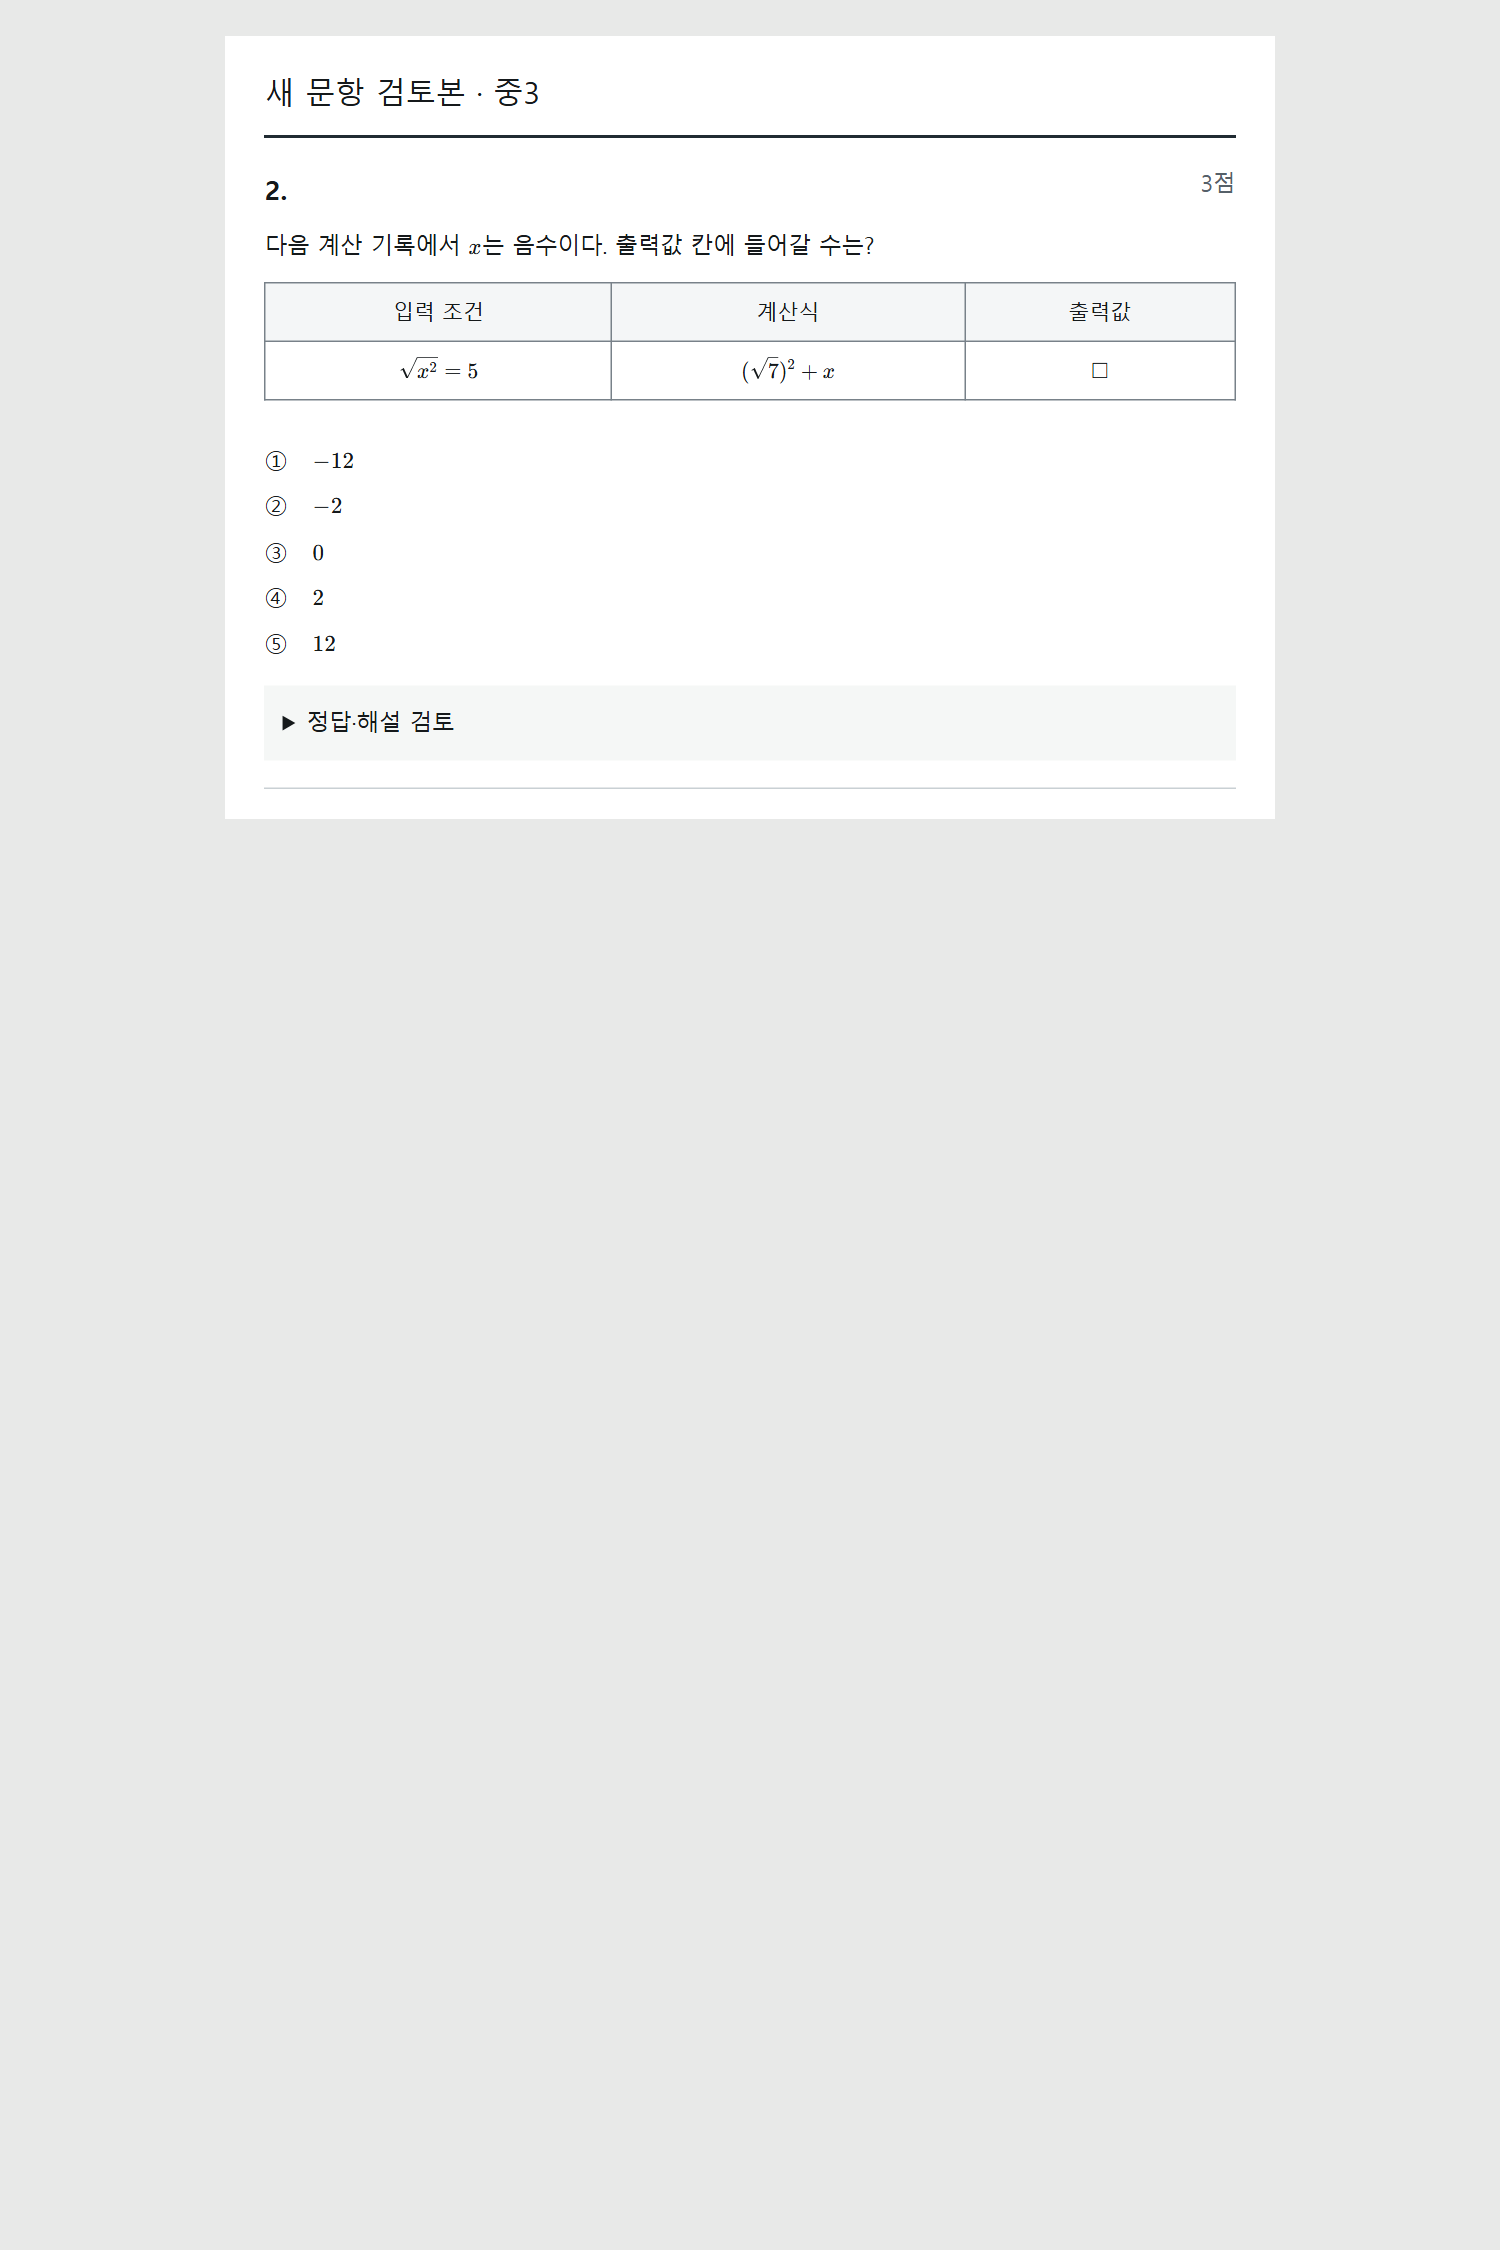 새 문항 검토본 · 중3
2.
3점
다음 계산 기록에서 x는 음수이다. 출력값 칸에 들어갈 수는?
입력 조건 계산식 출력값
√x² = 5 (√7)² + x □
① −12
② −2
③ 0
④ 2
⑤ 12
▶ 정답·해설 검토